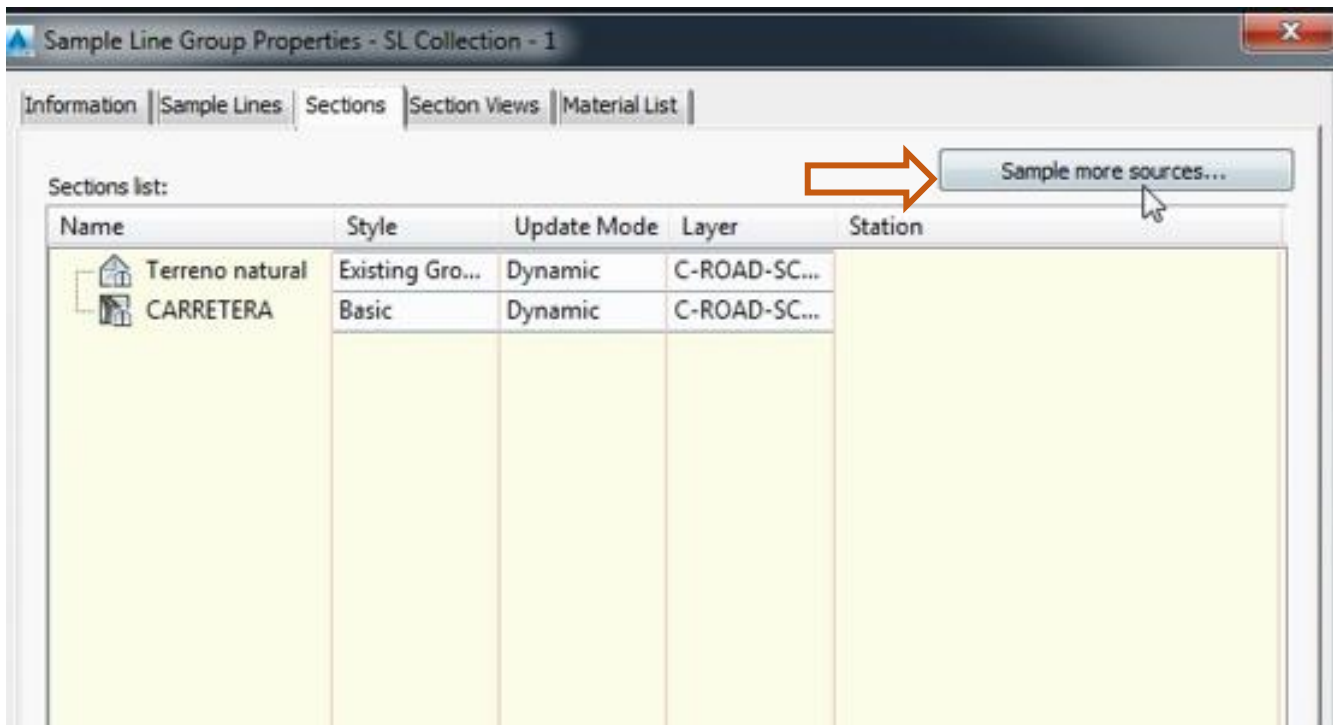 Sample Line Group Properties - SL Collection - 1
Information Sample Lines Sections Section Views Material List
Sample more sources...
Sections list:
Name Style Update Mode Layer Station
Terreno natural Existing Gro... Dynamic C-ROAD-SC...
CARRETERA Basic Dynamic C-ROAD-SC...